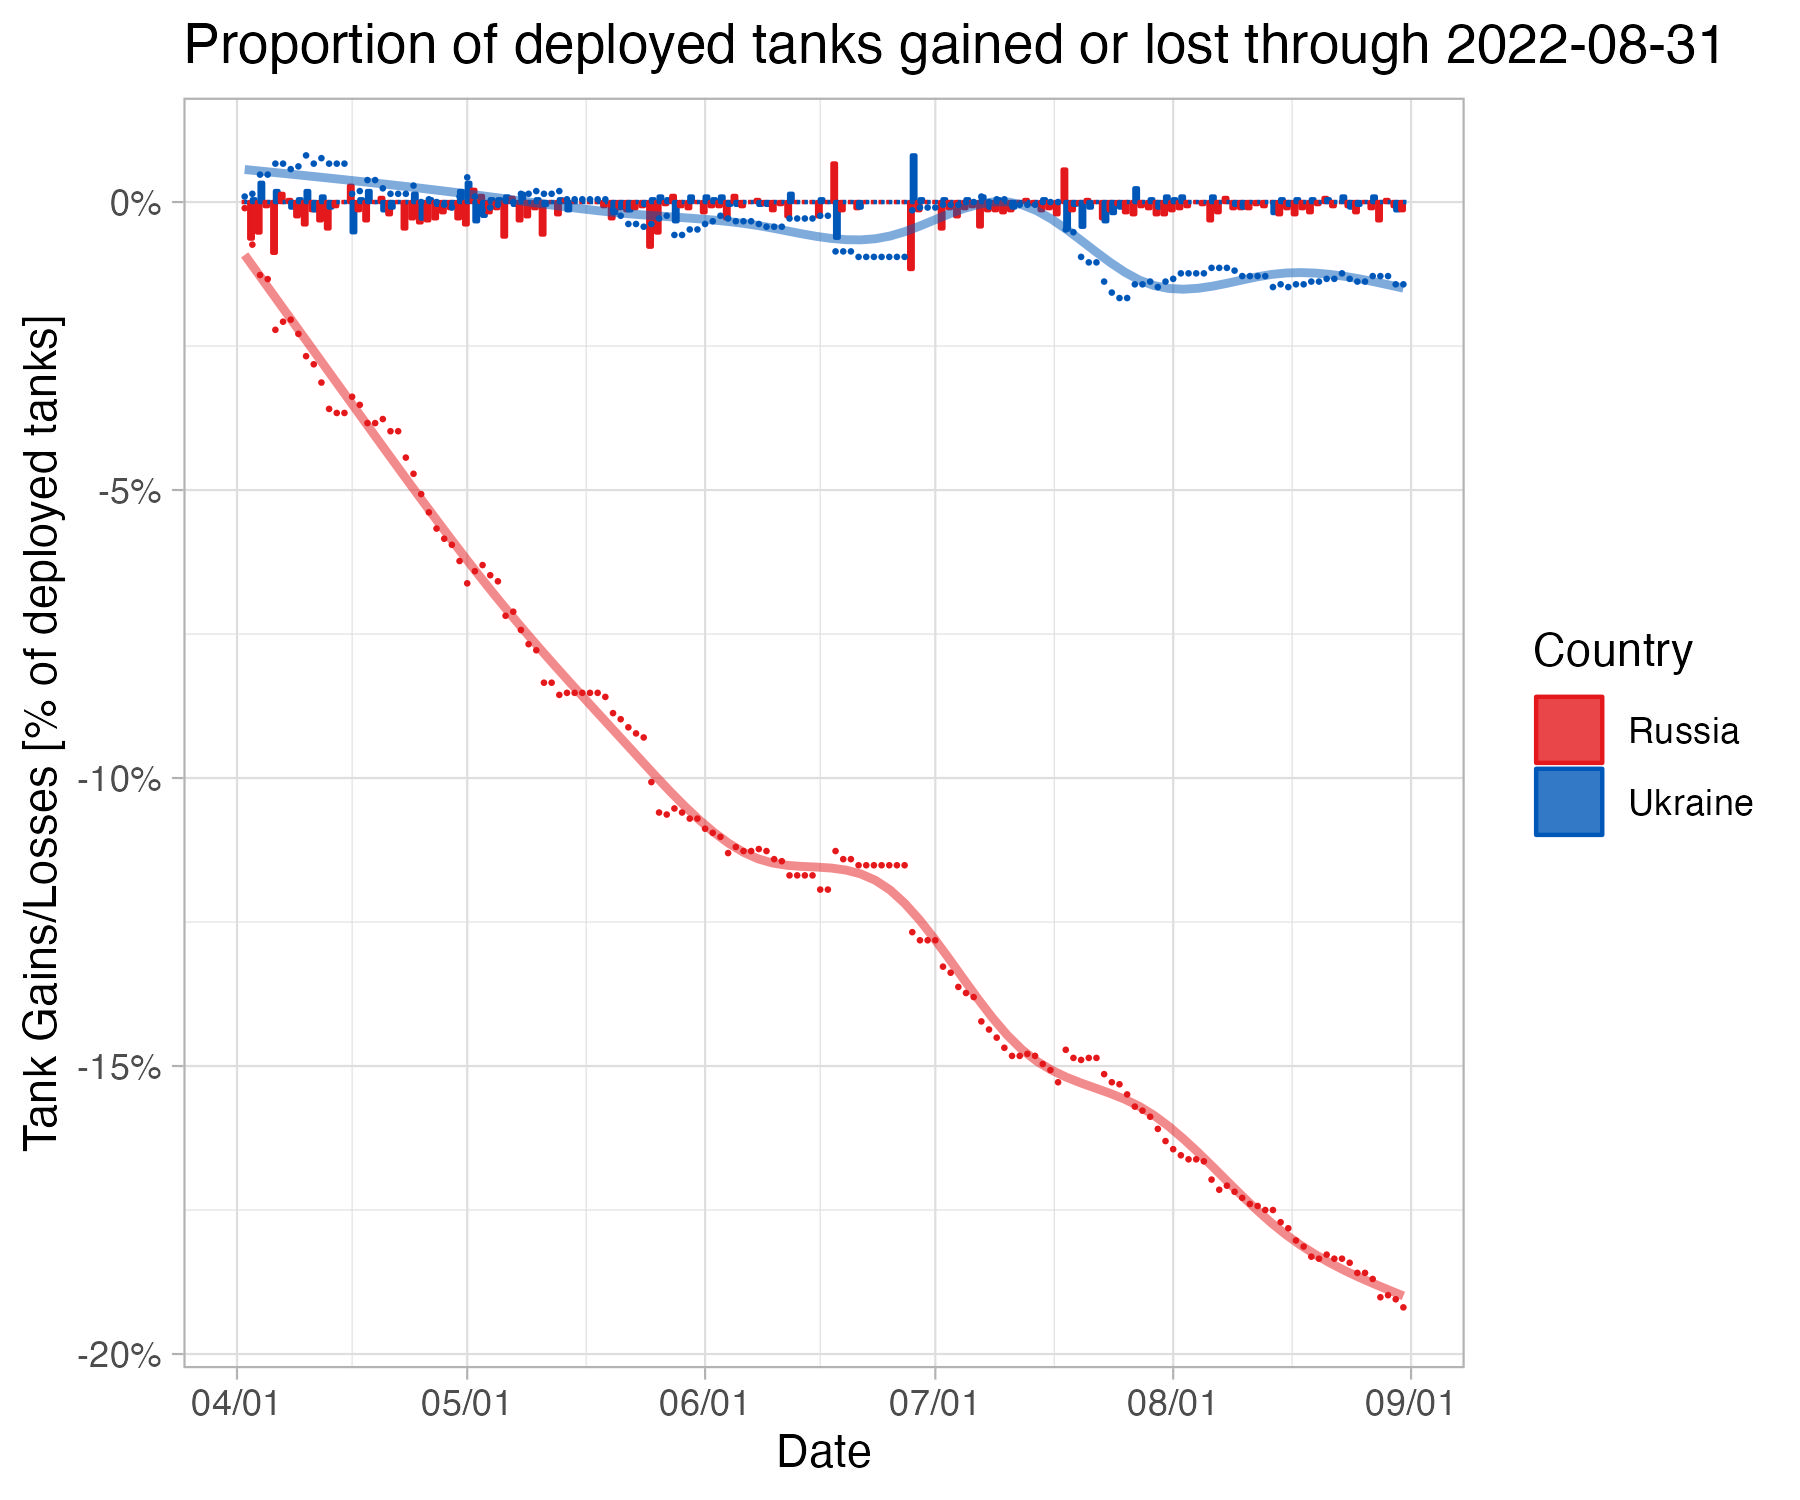 Proportion of deployed tanks gained or lost through 2022-08-31
Tank Gains/Losses [% of deployed tanks]
0%
-5%
-10%
-15%
-20%
04/01
05/01
06/01
07/01
08/01
09/01
Date
Country
Russia
Ukraine